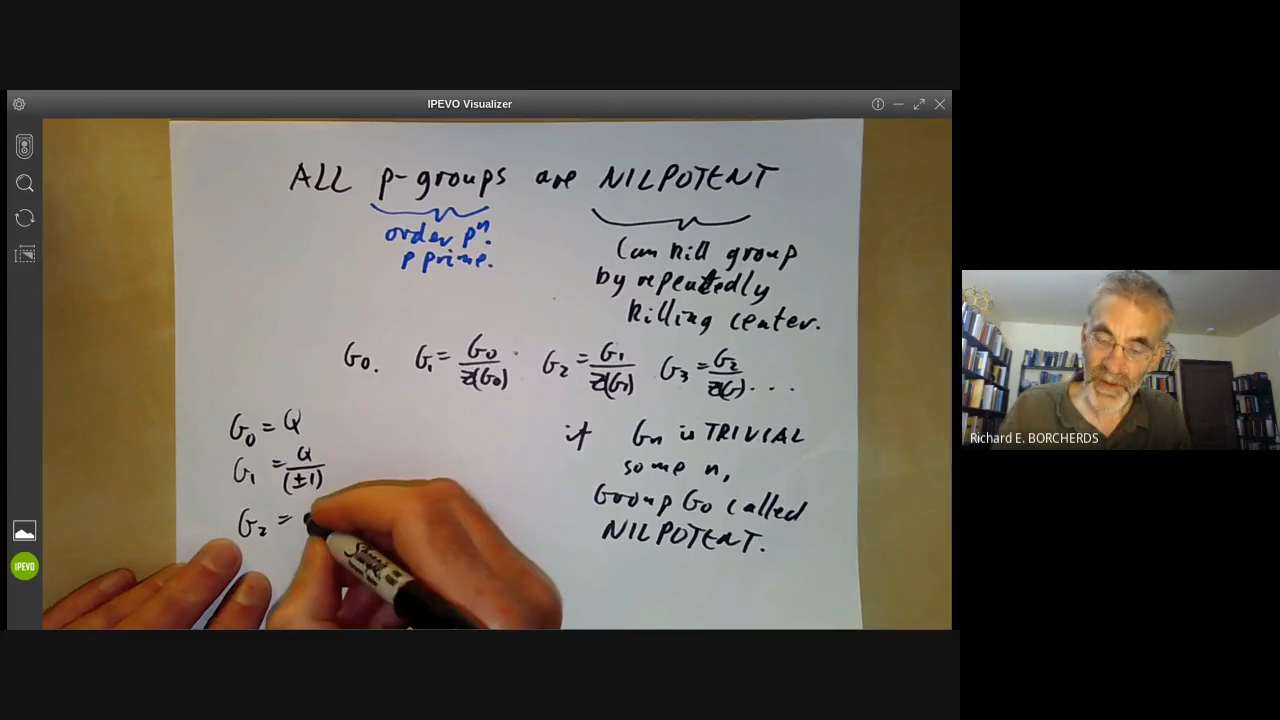 IPEVO Visualizer
ALL p-groups are NILPOTENT
order pⁿ.
p prime.
Can kill group
by repeatedly
killing center.
G₀. G₁ = G₀/Z(G₀) G₂ = G₁/Z(G₁) G₃ = G₂/Z(G) ...
G₀ = Q
G₁ = Q/(±1)
G₂ =
if Gₙ is TRIVIAL
some n,
Group G₀ called
NILPOTENT.
Sharpie
IPEVO
Richard E. BORCHERDS